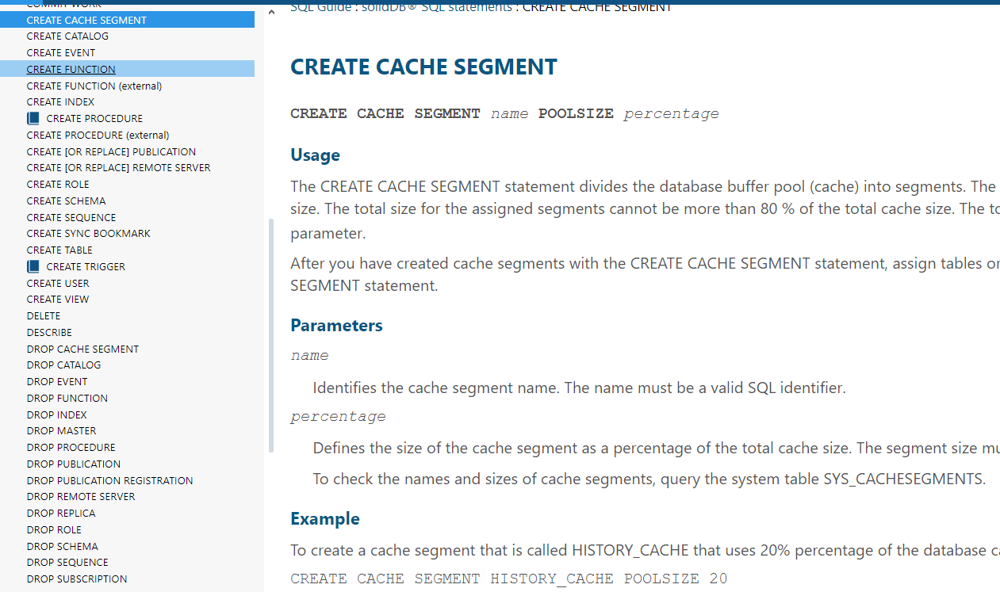 COMMIT WORK
CREATE CACHE SEGMENT
CREATE CATALOG
CREATE EVENT
CREATE FUNCTION
CREATE FUNCTION (external)
CREATE INDEX
CREATE PROCEDURE
CREATE PROCEDURE (external)
CREATE [OR REPLACE] PUBLICATION
CREATE [OR REPLACE] REMOTE SERVER
CREATE ROLE
CREATE SCHEMA
CREATE SEQUENCE
CREATE SYNC BOOKMARK
CREATE TABLE
CREATE TRIGGER
CREATE USER
CREATE VIEW
DELETE
DESCRIBE
DROP CACHE SEGMENT
DROP CATALOG
DROP EVENT
DROP FUNCTION
DROP INDEX
DROP MASTER
DROP PROCEDURE
DROP PUBLICATION
DROP PUBLICATION REGISTRATION
DROP REMOTE SERVER
DROP REPLICA
DROP ROLE
DROP SCHEMA
DROP SEQUENCE
DROP SUBSCRIPTION
SQL Guide : solidDB® SQL statements : CREATE CACHE SEGMENT
CREATE CACHE SEGMENT
CREATE CACHE SEGMENT name POOLSIZE percentage
Usage
The CREATE CACHE SEGMENT statement divides the database buffer pool (cache) into segments. The
size. The total size for the assigned segments cannot be more than 80 % of the total cache size. The
parameter.
After you have created cache segments with the CREATE CACHE SEGMENT statement, assign tables or
SEGMENT statement.
Parameters
name
Identifies the cache segment name. The name must be a valid SQL identifier.
percentage
Defines the size of the cache segment as a percentage of the total cache size. The segment size
To check the names and sizes of cache segments, query the system table SYS_CACHESEGMENTS.
Example
To create a cache segment that is called HISTORY_CACHE that uses 20% percentage of the database
CREATE CACHE SEGMENT HISTORY_CACHE POOLSIZE 20